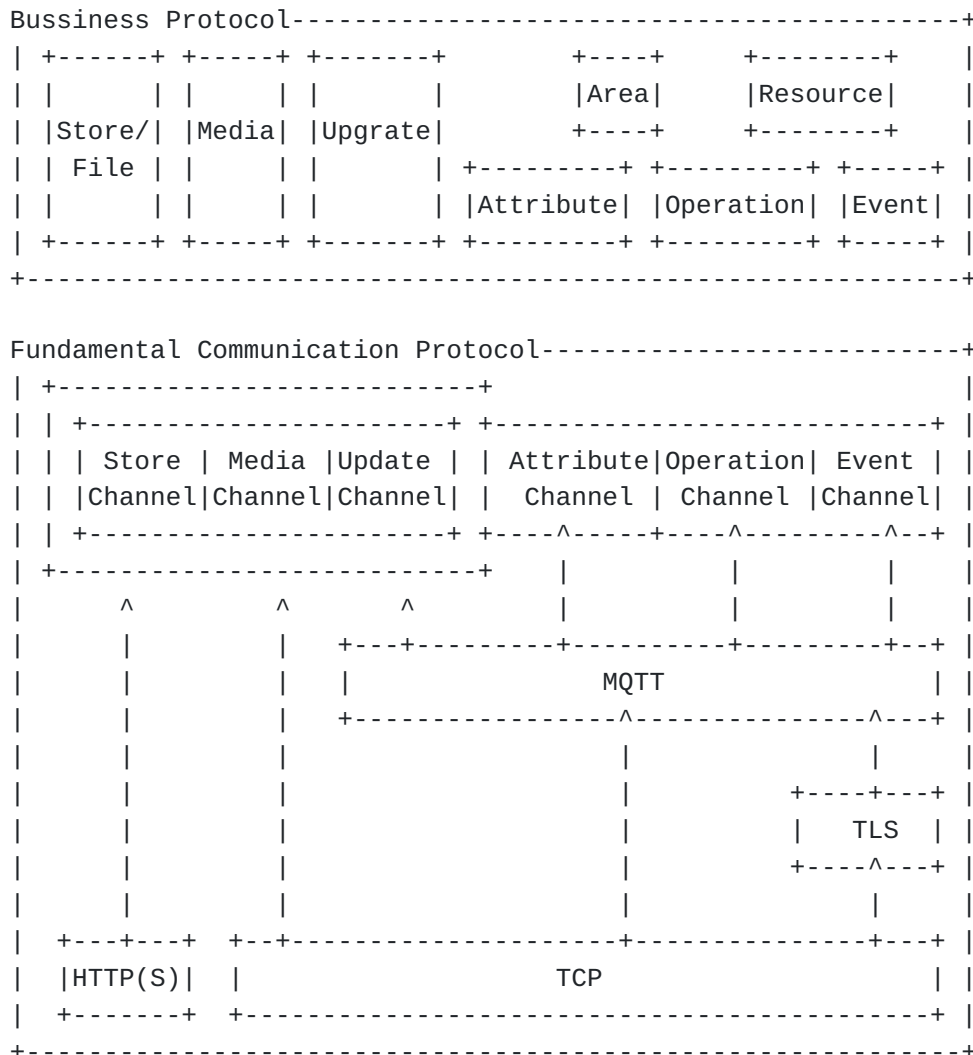 Bussiness Protocol-------------------------------------------+
| +------+ +-----+ +-------+        +----+     +--------+    |
| |      | |     | |       |        |Area|     |Resource|    |
| |Store/| |Media| |Upgrate|        +----+     +--------+    |
| | File | |     | |       | +---------+ +---------+ +-----+ |
| |      | |     | |       | |Attribute| |Operation| |Event| |
| +------+ +-----+ +-------+ +---------+ +---------+ +-----+ |
+------------------------------------------------------------+
Fundamental Communication Protocol---------------------------+
| +---------------------------+                              |
| | +-----------------------+ +----------------------------+ |
| | | Store | Media |Update | | Attribute|Operation| Event | |
| | |Channel|Channel|Channel| |  Channel | Channel |Channel| |
| | +-----------------------+ +----^-----+----^---------^--+ |
| +---------------------------+    |          |         |    |
|      ^         ^       ^         |          |         |    |
|      |         |   +---+---------+----------+---------+--+ |
|      |         |   |                MQTT                 | |
|      |         |   +-----------------^---------------^---+ |
|      |         |                     |               |     |
|      |         |                     |          +----+---+ |
|      |         |                     |          |   TLS  | |
|      |         |                     |          +----^---+ |
|      |         |                     |               |     |
|  +---+---+  +--+---------------------+---------------+---+ |
|  |HTTP(S)|  |                    TCP                     | |
|  +-------+  +--------------------------------------------+ |
+------------------------------------------------------------+